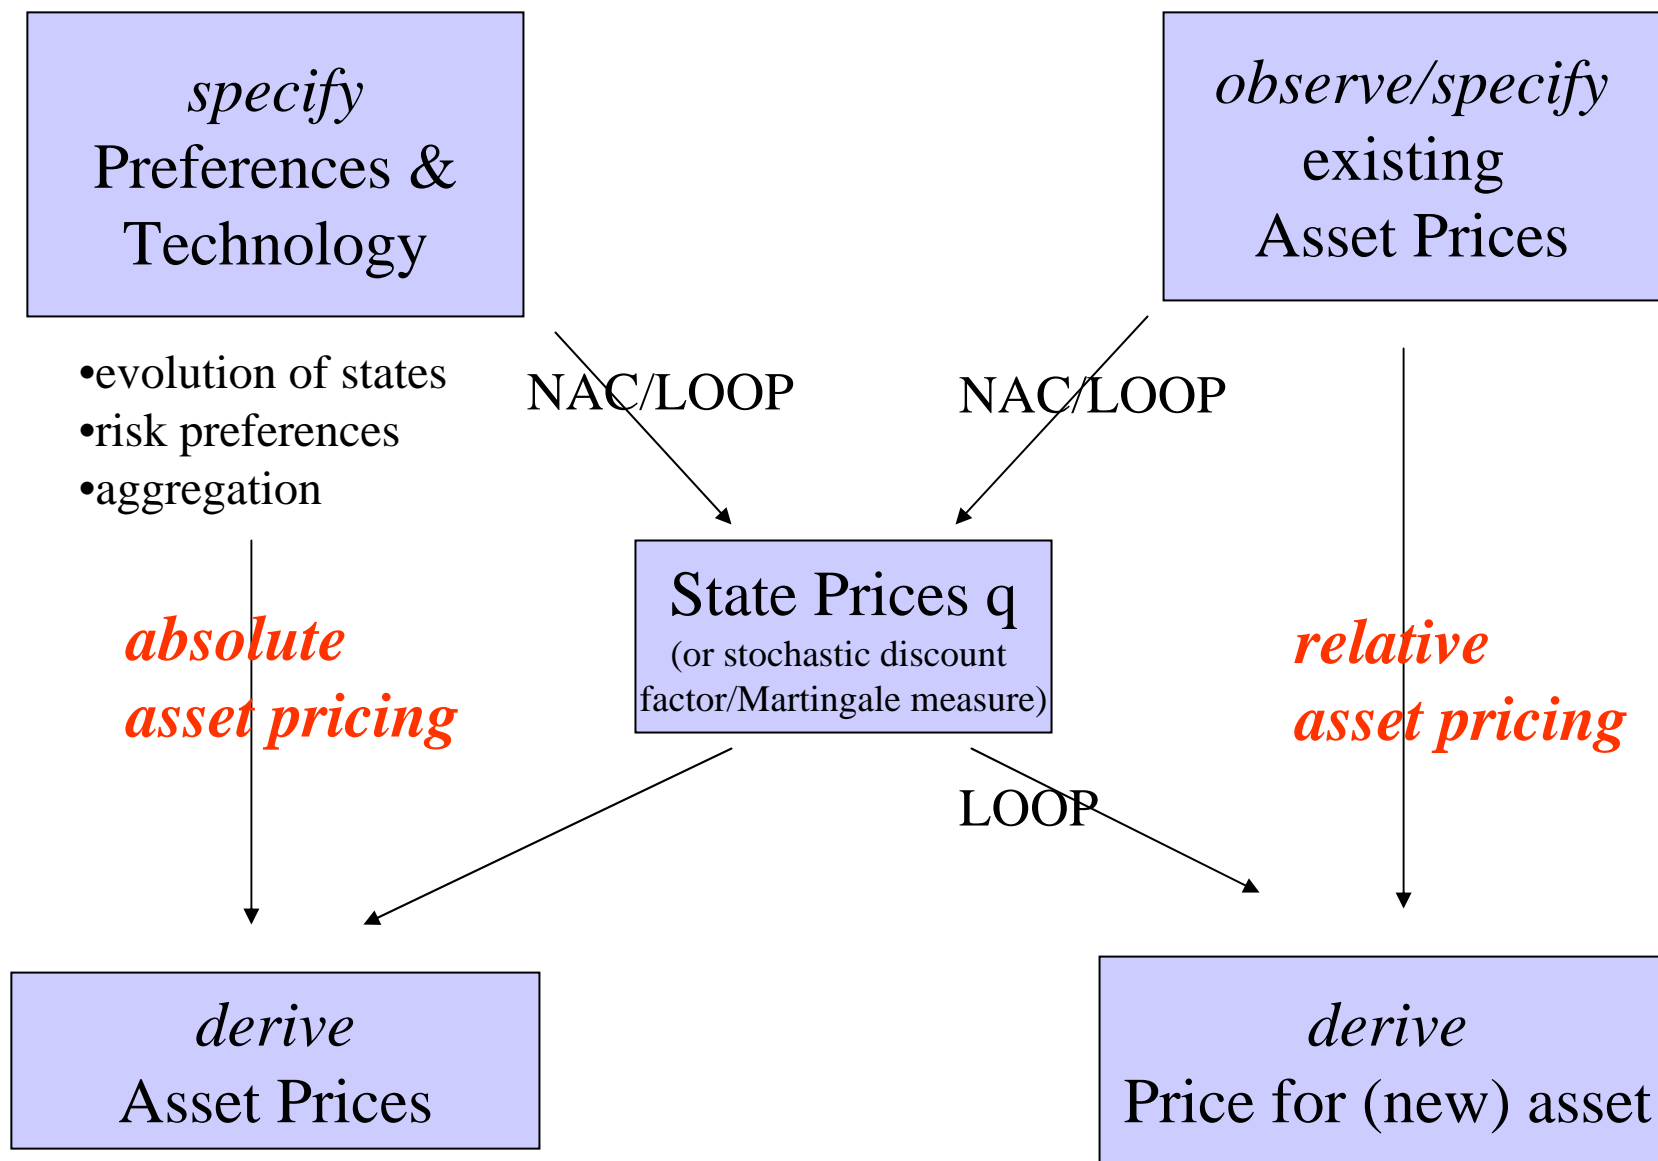 specify
Preferences &
Technology
observe/specify
existing
Asset Prices
•evolution of states
•risk preferences
•aggregation
NAC/LOOP
NAC/LOOP
State Prices q
(or stochastic discount
factor/Martingale measure)
absolute
asset pricing
relative
asset pricing
LOOP
derive
Asset Prices
derive
Price for (new) asset